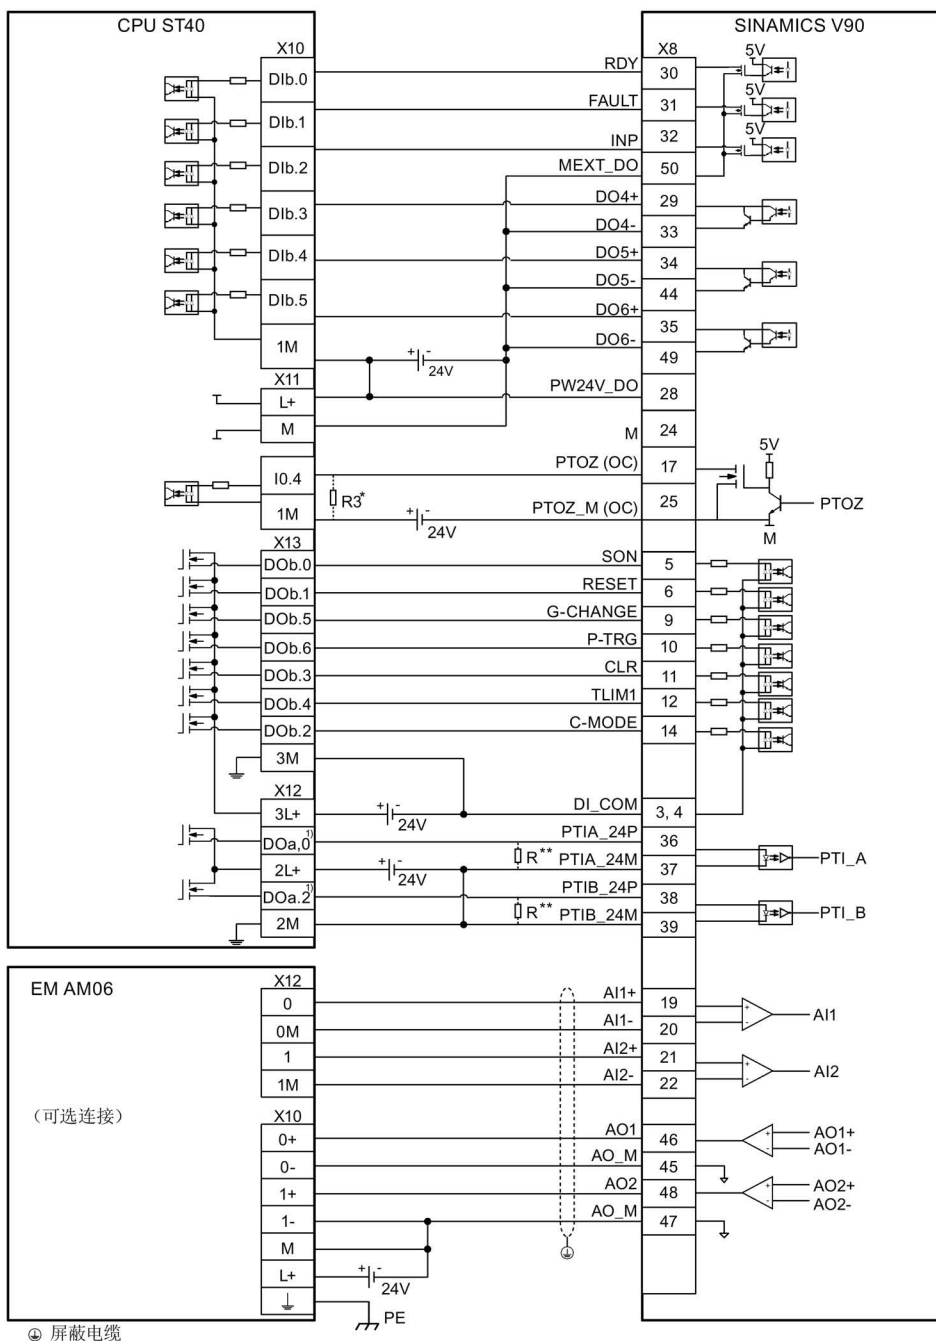 CPU ST40
SINAMICS V90
X10
X8
5V
DIb.0
RDY
30
5V
DIb.1
FAULT
31
5V
INP
32
DIb.2
MEXT_DO
50
DIb.3
DO4+
29
DO4-
33
DIb.4
DO5+
34
DO5-
44
DIb.5
DO6+
35
1M
DO6-
49
+ -
24V
X11
PW24V_DO
28
L+
M
M
24
5V
I0.4
PTOZ (OC)
17
R3*
1M
PTOZ_M (OC)
25
PTOZ
+ -
24V
M
X13
DOb.0
SON
5
DOb.1
RESET
6
DOb.5
G-CHANGE
9
DOb.6
P-TRG
10
DOb.3
CLR
11
DOb.4
TLIM1
12
DOb.2
C-MODE
14
3M
X12
3L+
+ -
24V
DI_COM
3, 4
DOa,0 1)
PTIA_24P
36
R**
2L+
+ -
24V
PTIA_24M
37
PTI_A
DOa.2 1)
PTIB_24P
38
R**
2M
PTIB_24M
39
PTI_B
EM AM06
X12
0
AI1+
19
+
-
AI1
0M
AI1-
20
1
AI2+
21
+
-
AI2
1M
AI2-
22
（可选连接）
X10
0+
AO1
46
+
-
AO1+
AO1-
0-
AO_M
45
1+
AO2
48
+
-
AO2+
AO2-
1-
AO_M
47
M
L+
+ -
24V
PE
屏蔽电缆